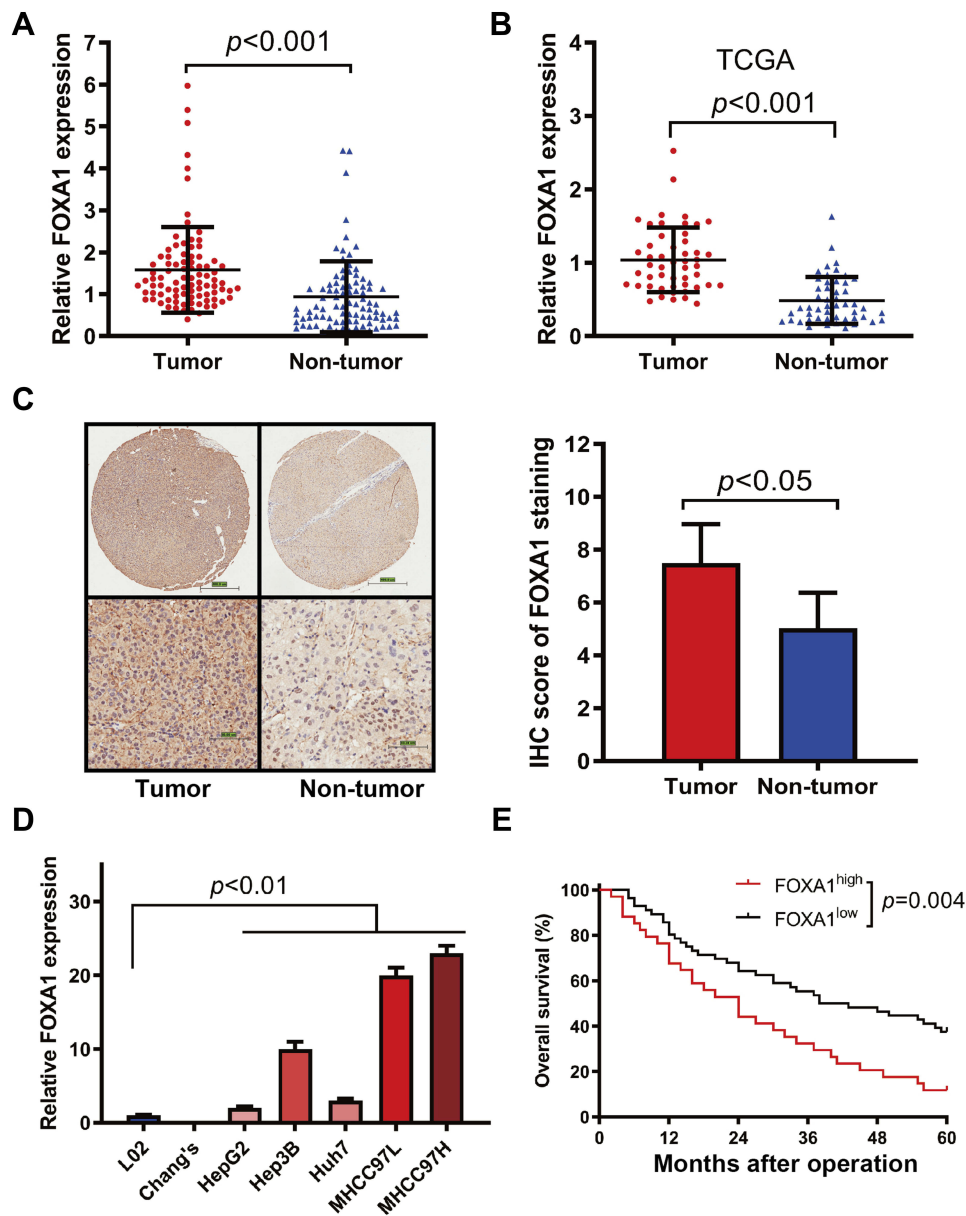 A
Relative FOXA1 expression
7
6
5
4
3
2
1
0
p<0.001
Tumor
Non-tumor
B
Relative FOXA1 expression
4
3
2
1
0
TCGA
p<0.001
Tumor
Non-tumor
C
Tumor
Non-tumor
IHC score of FOXA1 staining
12
10
8
6
4
2
0
p<0.05
Tumor
Non-tumor
D
Relative FOXA1 expression
30
20
10
0
p<0.01
L02
Chang's
HepG2
Hep3B
Huh7
MHCC97L
MHCC97H
E
Overall survival (%)
100
80
60
40
20
0
FOXA1high
FOXA1low
p=0.004
0 12 24 36 48 60
Months after operation